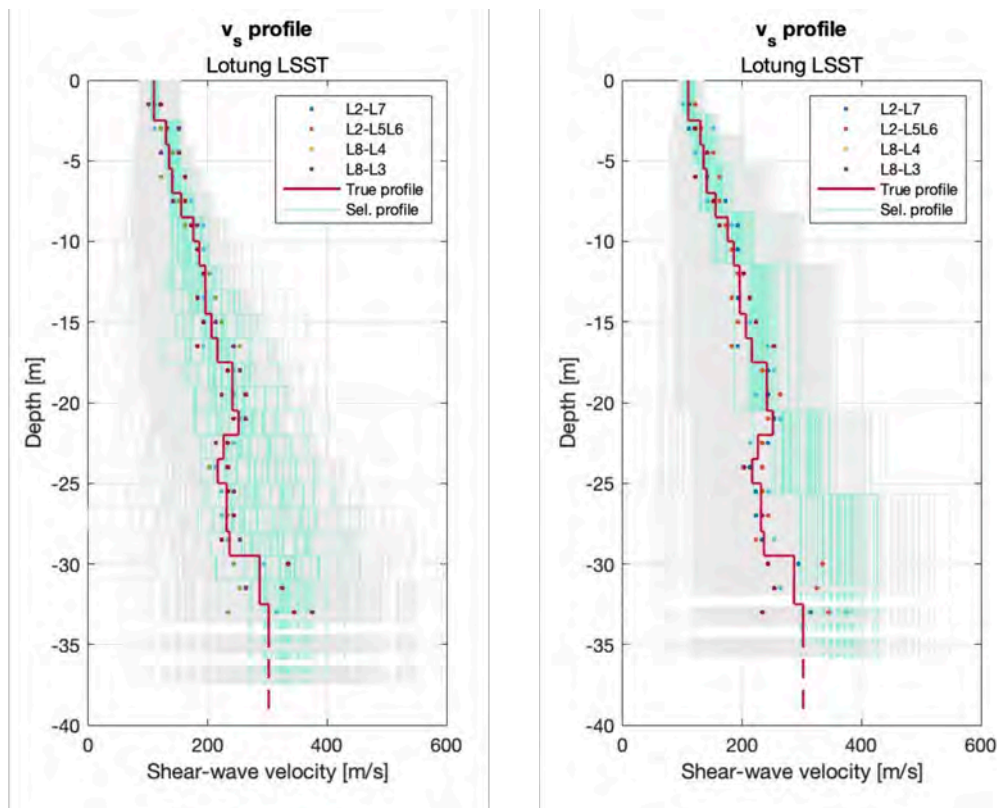 v_s profile
Lotung LSST
L2-L7
L2-L5L6
L8-L4
L8-L3
True profile
Sel. profile
0
-5
-10
-15
-20
-25
-30
-35
-40
Depth [m]
0 200 400 600
Shear-wave velocity [m/s]
v_s profile
Lotung LSST
L2-L7
L2-L5L6
L8-L4
L8-L3
True profile
Sel. profile
0
-5
-10
-15
-20
-25
-30
-35
-40
Depth [m]
0 200 400 600
Shear-wave velocity [m/s]